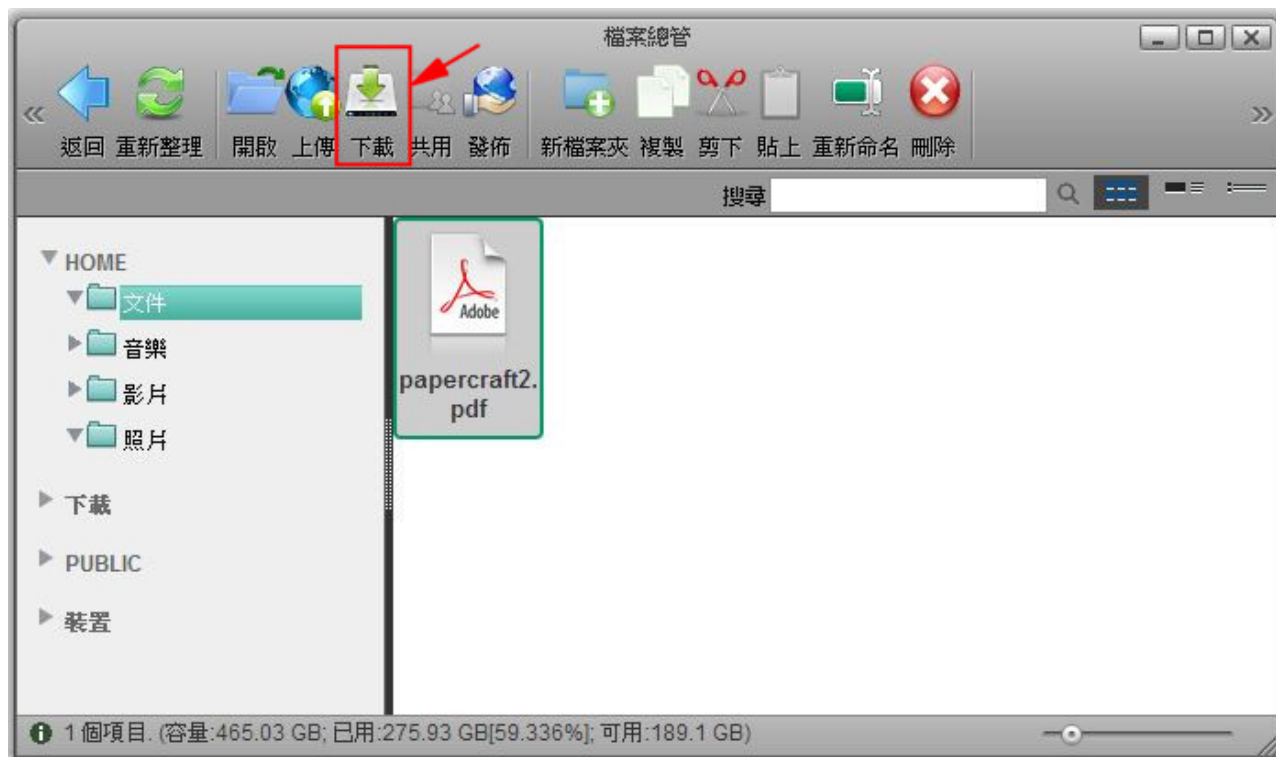 檔案總管
返回 重新整理 開啟 上傳 下載 共用 發佈 新檔案夾 複製 剪下 貼上 重新命名 刪除
搜尋
HOME
文件
音樂
影片
照片
下載
PUBLIC
裝置
Adobe
papercraft2.
pdf
1 個項目. (容量:465.03 GB; 已用:275.93 GB[59.336%]; 可用:189.1 GB)